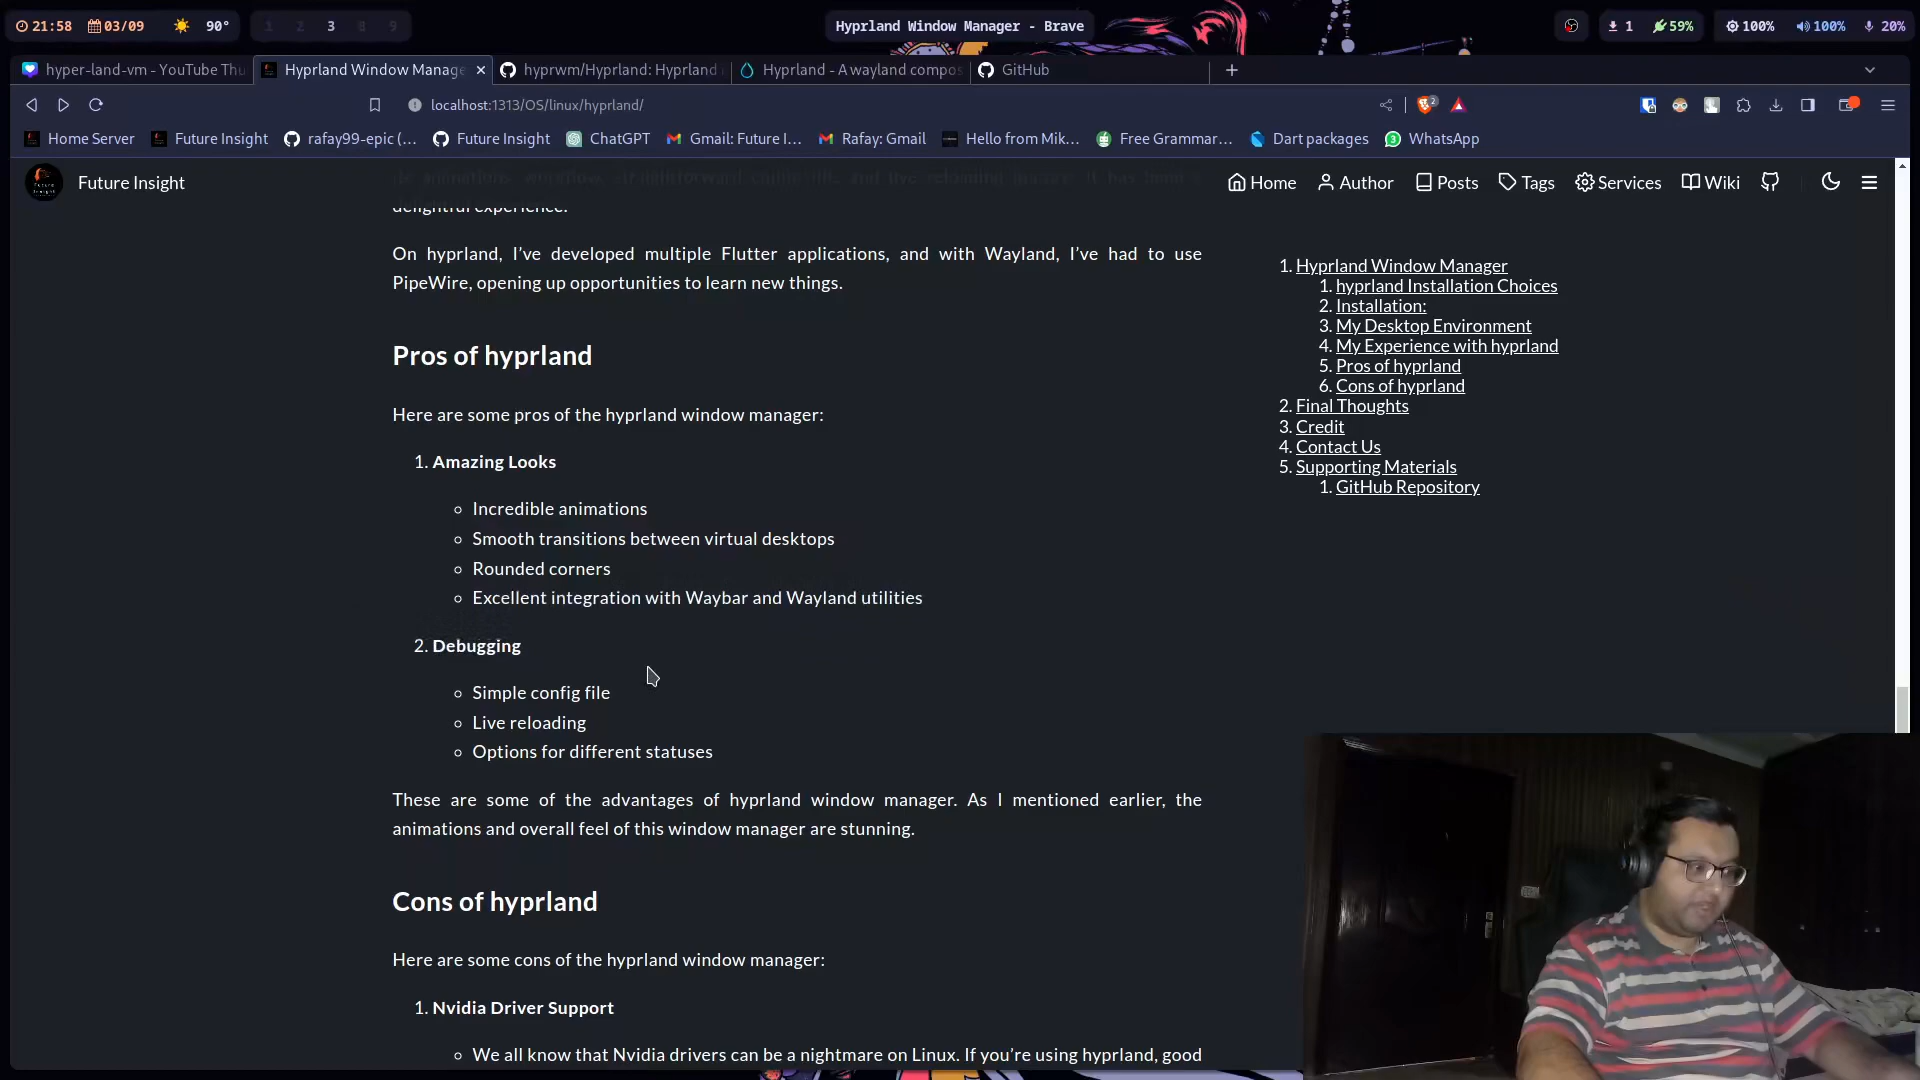 21:58 03/09 90° 1 2 3 8 9
Hyprland Window Manager - Brave
1 59% 100% 100% 20%
hyper-land-vm - YouTube Thu
Hyprland Window Manage
hyprwm/Hyprland: Hyprland i
Hyprland - A wayland compos
GitHub
localhost:1313/OS/linux/hyprland/
2
Home Server
Future Insight
rafay99-epic (...
Future Insight
ChatGPT
Gmail: Future I...
Rafay: Gmail
Hello from Mik...
Free Grammar...
Dart packages
WhatsApp
Future Insight
Home Author Posts Tags Services Wiki
delightful experience.
On hyprland, I've developed multiple Flutter applications, and with Wayland, I've had to use
PipeWire, opening up opportunities to learn new things.
Pros of hyprland
Here are some pros of the hyprland window manager:
1. Amazing Looks
Incredible animations
Smooth transitions between virtual desktops
Rounded corners
Excellent integration with Waybar and Wayland utilities
2. Debugging
Simple config file
Live reloading
Options for different statuses
These are some of the advantages of hyprland window manager. As I mentioned earlier, the
animations and overall feel of this window manager are stunning.
Cons of hyprland
Here are some cons of the hyprland window manager:
1. Nvidia Driver Support
We all know that Nvidia drivers can be a nightmare on Linux. If you're using hyprland, good
1. Hyprland Window Manager
1. hyprland Installation Choices
2. Installation:
3. My Desktop Environment
4. My Experience with hyprland
5. Pros of hyprland
6. Cons of hyprland
2. Final Thoughts
3. Credit
4. Contact Us
5. Supporting Materials
1. GitHub Repository